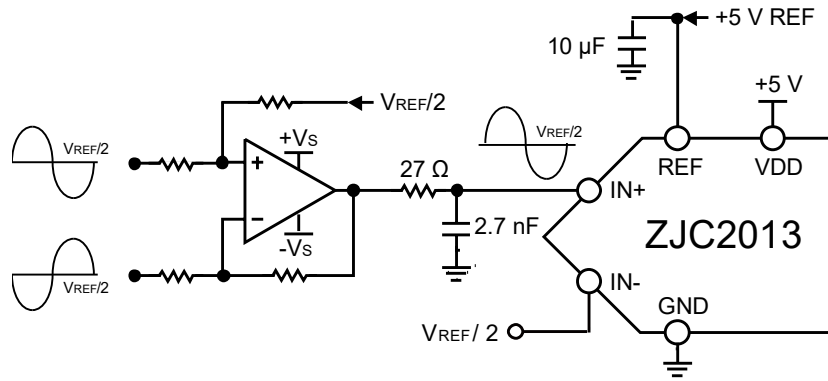 +5 V REF
10 µF
+5 V
VREF/2
VREF/2
+VS
VREF/2
REF
VDD
+
27 Ω
IN+
−
-VS
2.7 nF
ZJC2013
VREF/2
IN-
GND
VREF/ 2